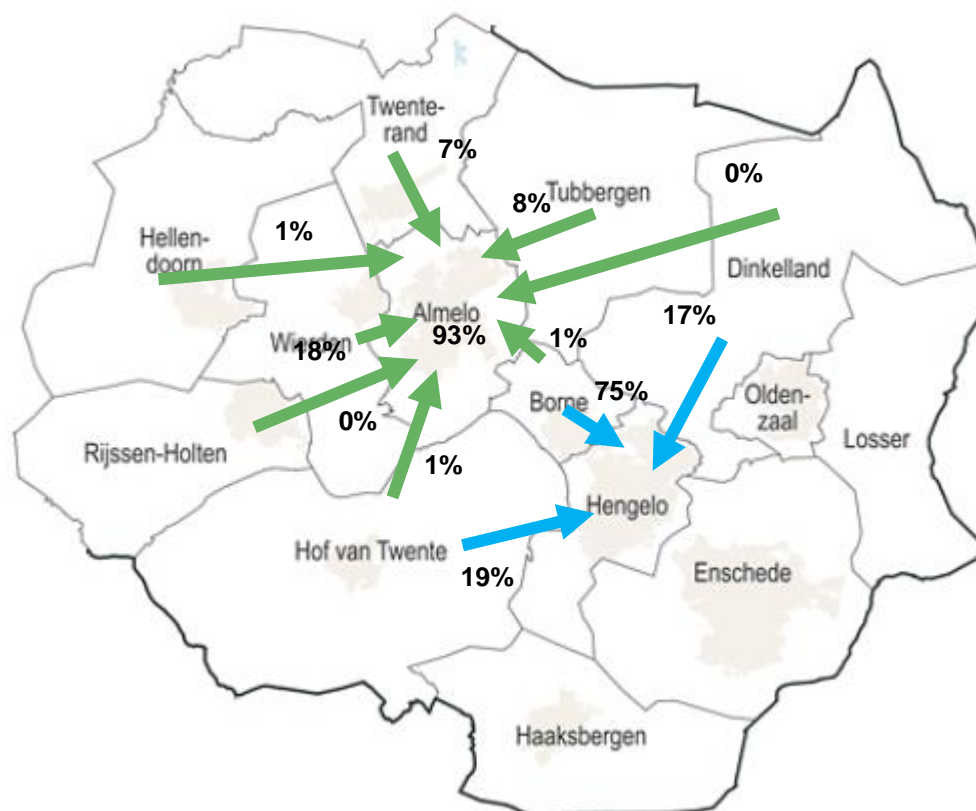 Twente-
rand
7%
0%
Tubbergen
8%
1%
Hellen-
doorn
Dinkelland
Almelo
17%
93%
1%
Wierden
18%
75%
Borne
Olden-
zaal
0%
Losser
Rijssen-Holten
1%
Hengelo
Hof van Twente
19%
Enschede
Haaksbergen